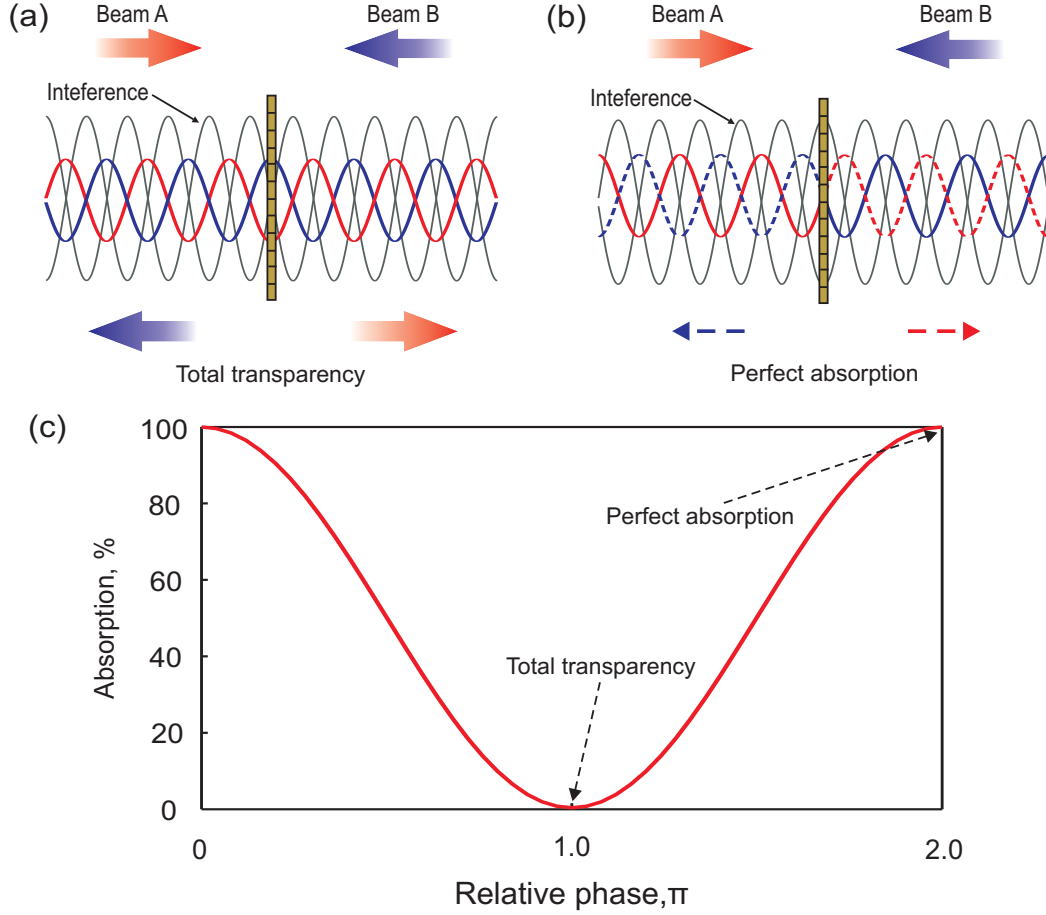 (a)
Beam A
Beam B
Inteference
Total transparency
(b)
Beam A
Beam B
Inteference
Perfect absorption
(c)
100
80
60
40
20
0
Absorption, %
Perfect absorption
Total transparency
0
1.0
2.0
Relative phase,π